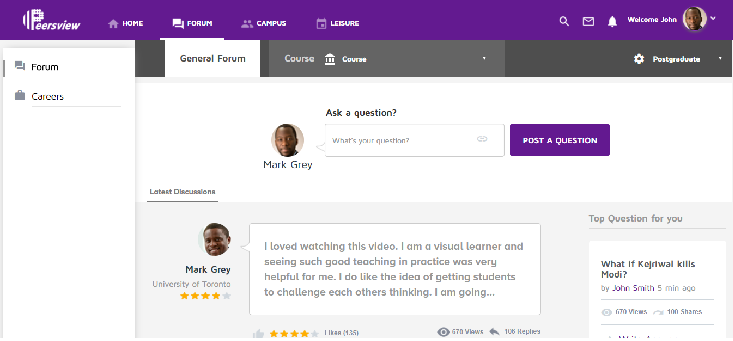 Peersview
HOME
FORUM
CAMPUS
LEISURE
Welcome John
Forum
Careers
General Forum
Course
Course
Postgraduate
Ask a question?
What's your question?
POST A QUESTION
Mark Grey
Latest Discussions
Top Question for you
I loved watching this video. I am a visual learner and
seeing such good teaching in practice was very
helpful for me. I do like the idea of getting students
to challenge each others thinking. I am going...
Mark Grey
University of Toronto
Likes (135)
678 Views
106 Replies
What if Kejriwal kills
Modi?
by John Smith 5 min ago
670 Views
100 Shares